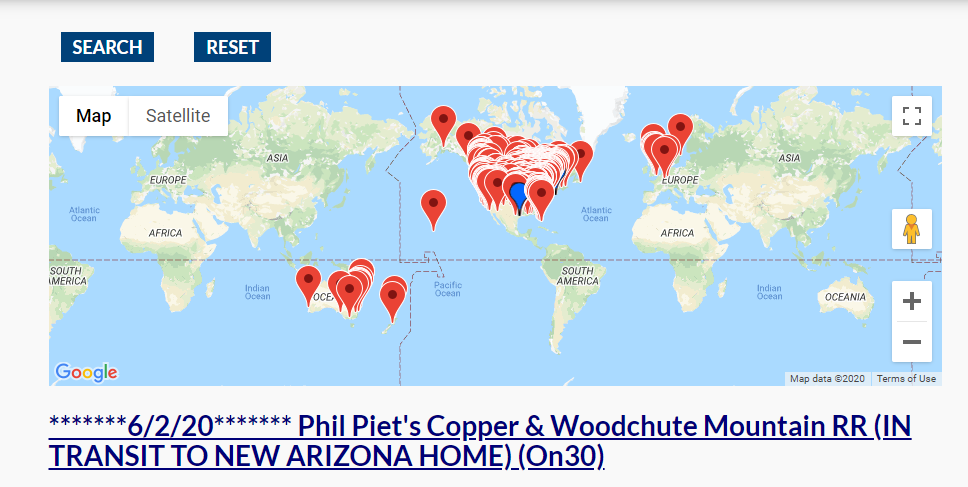 SEARCH RESET
Map Satellite
ASIA ASIA
EUROPE EUROPE
Atlantic Ocean Atlantic Ocean
AFRICA AFRICA
SOUTH AMERICA Indian Ocean Pacific Ocean SOUTH AMERICA Indian Ocean OCEANIA
Google Map data ©2020 Terms of Use
*******6/2/20******* Phil Piet's Copper & Woodchute Mountain RR (IN
TRANSIT TO NEW ARIZONA HOME) (On30)